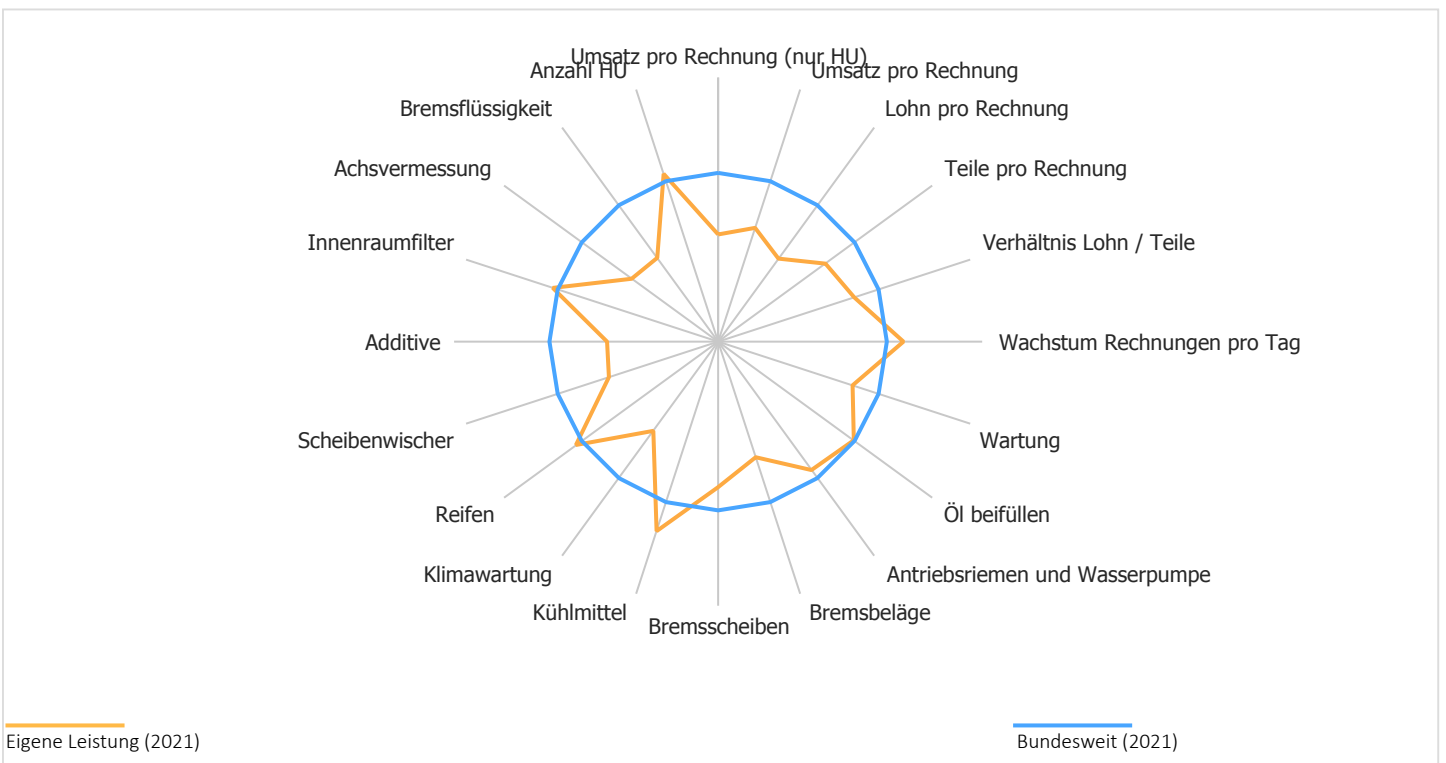 Umsatz pro Rechnung (nur HU)
Anzahl HU
Umsatz pro Rechnung
Bremsflüssigkeit
Lohn pro Rechnung
Achsvermessung
Teile pro Rechnung
Innenraumfilter
Verhältnis Lohn / Teile
Additive
Wachstum Rechnungen pro Tag
Scheibenwischer
Wartung
Reifen
Öl beifüllen
Klimawartung
Antriebsriemen und Wasserpumpe
Kühlmittel
Bremsbeläge
Bremsscheiben
Eigene Leistung (2021)
Bundesweit (2021)